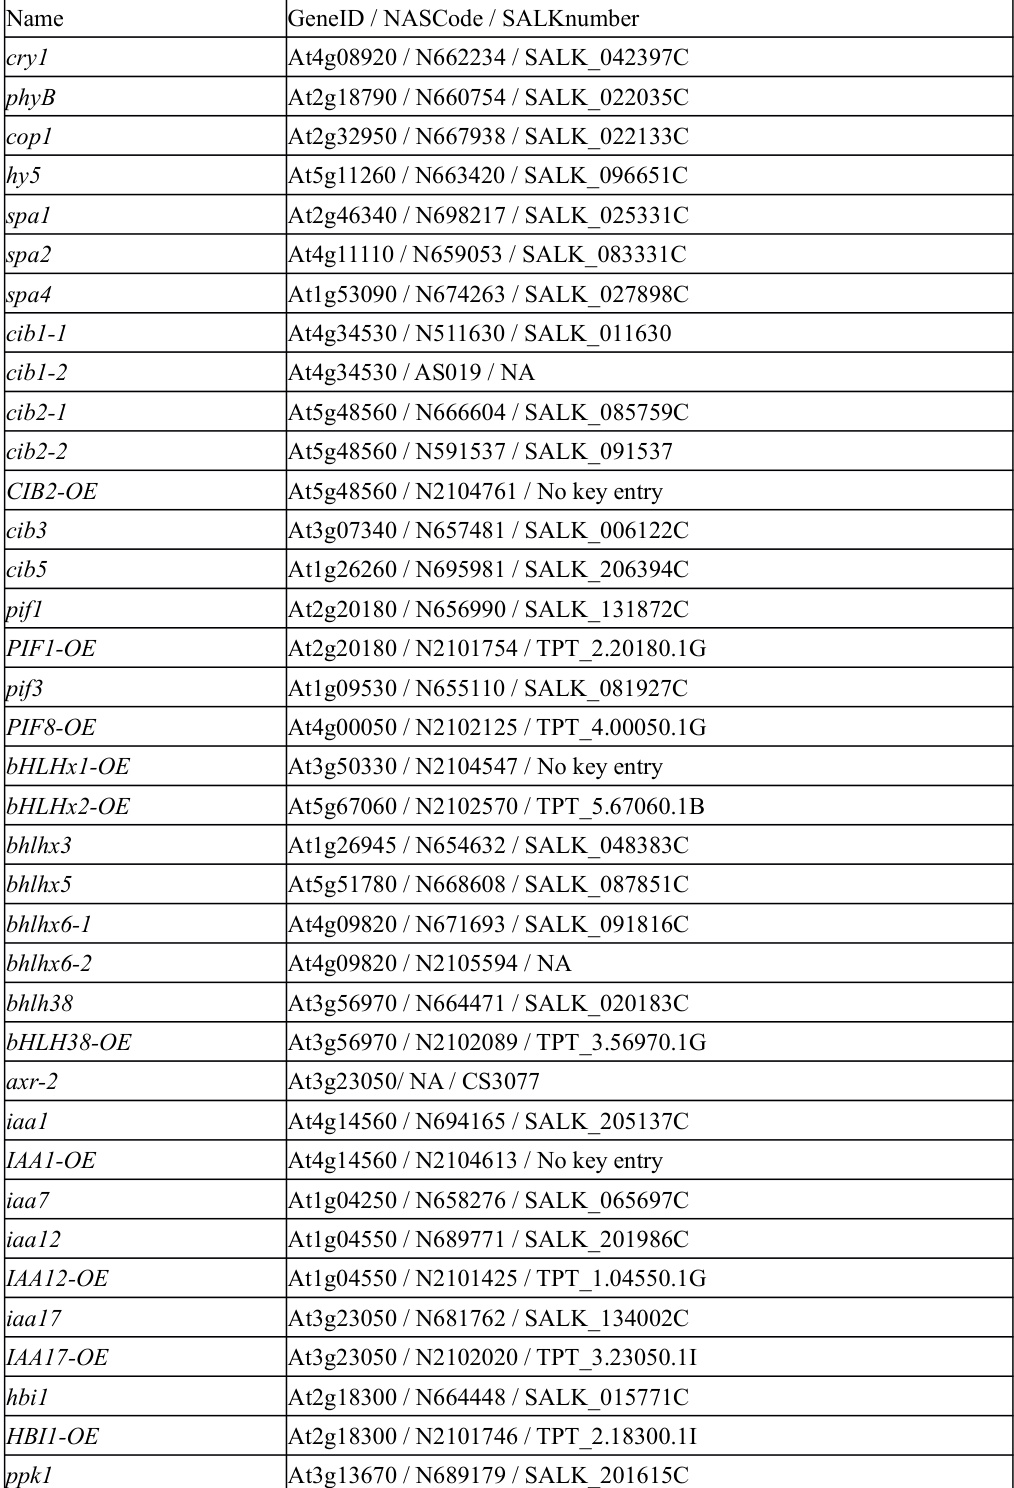 Name GeneID / NASCode / SALKnumber
cry1 At4g08920 / N662234 / SALK_042397C
phyB At2g18790 / N660754 / SALK_022035C
cop1 At2g32950 / N667938 / SALK_022133C
hy5 At5g11260 / N663420 / SALK_096651C
spa1 At2g46340 / N698217 / SALK_025331C
spa2 At4g11110 / N659053 / SALK_083331C
spa4 At1g53090 / N674263 / SALK_027898C
cib1-1 At4g34530 / N511630 / SALK_011630
cib1-2 At4g34530 / AS019 / NA
cib2-1 At5g48560 / N666604 / SALK_085759C
cib2-2 At5g48560 / N591537 / SALK_091537
CIB2-OE At5g48560 / N2104761 / No key entry
cib3 At3g07340 / N657481 / SALK_006122C
cib5 At1g26260 / N695981 / SALK_206394C
pif1 At2g20180 / N656990 / SALK_131872C
PIF1-OE At2g20180 / N2101754 / TPT_2.20180.1G
pif3 At1g09530 / N655110 / SALK_081927C
PIF8-OE At4g00050 / N2102125 / TPT_4.00050.1G
bHLHx1-OE At3g50330 / N2104547 / No key entry
bHLHx2-OE At5g67060 / N2102570 / TPT_5.67060.1B
bhlhx3 At1g26945 / N654632 / SALK_048383C
bhlhx5 At5g51780 / N668608 / SALK_087851C
bhlhx6-1 At4g09820 / N671693 / SALK_091816C
bhlhx6-2 At4g09820 / N2105594 / NA
bhlh38 At3g56970 / N664471 / SALK_020183C
bHLH38-OE At3g56970 / N2102089 / TPT_3.56970.1G
axr-2 At3g23050/ NA / CS3077
iaa1 At4g14560 / N694165 / SALK_205137C
IAA1-OE At4g14560 / N2104613 / No key entry
iaa7 At1g04250 / N658276 / SALK_065697C
iaa12 At1g04550 / N689771 / SALK_201986C
IAA12-OE At1g04550 / N2101425 / TPT_1.04550.1G
iaa17 At3g23050 / N681762 / SALK_134002C
IAA17-OE At3g23050 / N2102020 / TPT_3.23050.1I
hbi1 At2g18300 / N664448 / SALK_015771C
HBI1-OE At2g18300 / N2101746 / TPT_2.18300.1I
ppk1 At3g13670 / N689179 / SALK_201615C